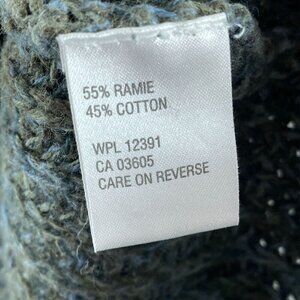 55% RAMIE
45% COTTON
WPL 12391
CA 03605
CARE ON REVERSE